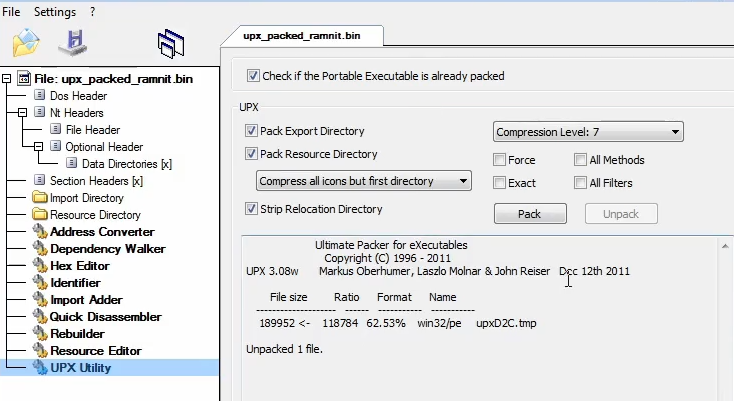 File Settings ?
upx_packed_ramnit.bin
File: upx_packed_ramnit.bin
Dos Header
Nt Headers
File Header
Optional Header
Data Directories [x]
Section Headers [x]
Import Directory
Resource Directory
Address Converter
Dependency Walker
Hex Editor
Identifier
Import Adder
Quick Disassembler
Rebuilder
Resource Editor
UPX Utility
Check if the Portable Executable is already packed
UPX
Pack Export Directory
Compression Level: 7
Pack Resource Directory
Force All Methods
Compress all icons but first directory
Exact All Filters
Strip Relocation Directory
Pack Unpack
Ultimate Packer for eXecutables
Copyright (C) 1996 - 2011
UPX 3.08w Markus Oberhumer, Laszlo Molnar & John Reiser Dec 12th 2011
File size Ratio Format Name
-------------------- ------ ----------- -----------
189952 <- 118784 62.53% win32/pe upxD2C.tmp
Unpacked 1 file.